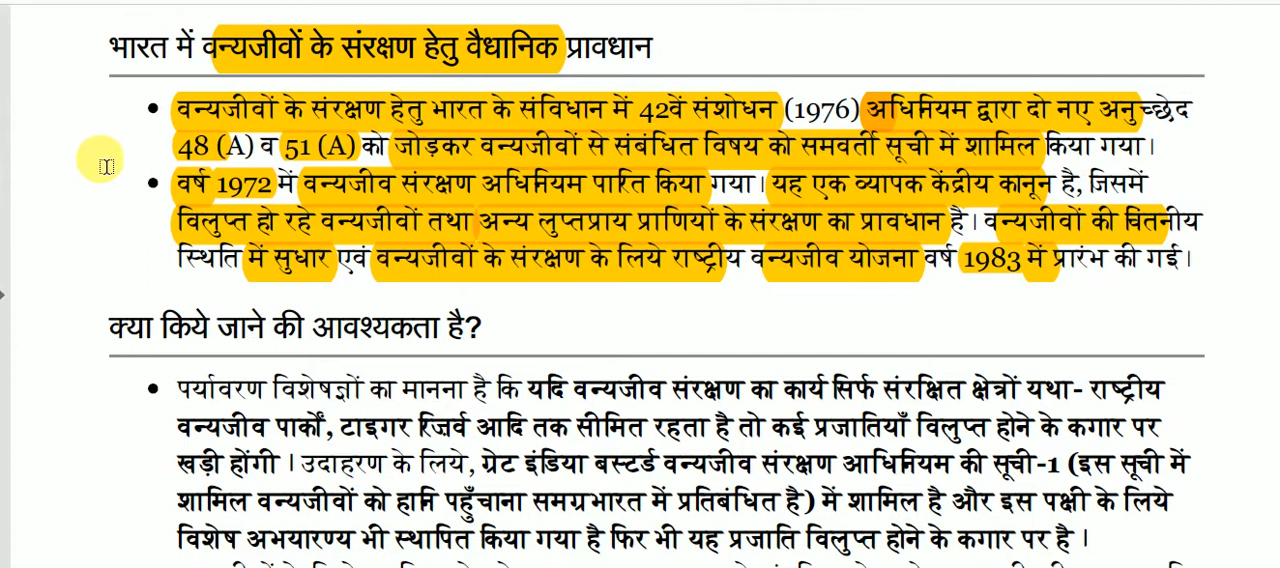 भारत में वन्यजीवों के संरक्षण हेतु वैधानिक प्रावधान
• वन्यजीवों के संरक्षण हेतु भारत के संविधान में 42वें संशोधन (1976) अधिनियम द्वारा दो नए अनुच्छेद
48 (A) व 51 (A) को जोड़कर वन्यजीवों से संबंधित विषय को समवर्ती सूची में शामिल किया गया।
• वर्ष 1972 में वन्यजीव संरक्षण अधिनियम पारित किया गया। यह एक व्यापक केंद्रीय कानून है, जिसमें
विलुप्त हो रहे वन्यजीवों तथा अन्य लुप्तप्राय प्राणियों के संरक्षण का प्रावधान है। वन्यजीवों की चिंतनीय
स्थिति में सुधार एवं वन्यजीवों के संरक्षण के लिये राष्ट्रीय वन्यजीव योजना वर्ष 1983 में प्रारंभ की गई।
क्या किये जाने की आवश्यकता है?
• पर्यावरण विशेषज्ञों का मानना है कि यदि वन्यजीव संरक्षण का कार्य सिर्फ संरक्षित क्षेत्रों यथा- राष्ट्रीय
वन्यजीव पार्कों, टाइगर रिज़र्व आदि तक सीमित रहता है तो कई प्रजातियाँ विलुप्त होने के कगार पर
खड़ी होंगी । उदाहरण के लिये, ग्रेट इंडिया बस्टर्ड वन्यजीव संरक्षण आधिनियम की सूची-1 (इस सूची में
शामिल वन्यजीवों को हानि पहुँचाना समग्रभारत में प्रतिबंधित है) में शामिल है और इस पक्षी के लिये
विशेष अभयारण्य भी स्थापित किया गया है फिर भी यह प्रजाति विलुप्त होने के कगार पर है ।